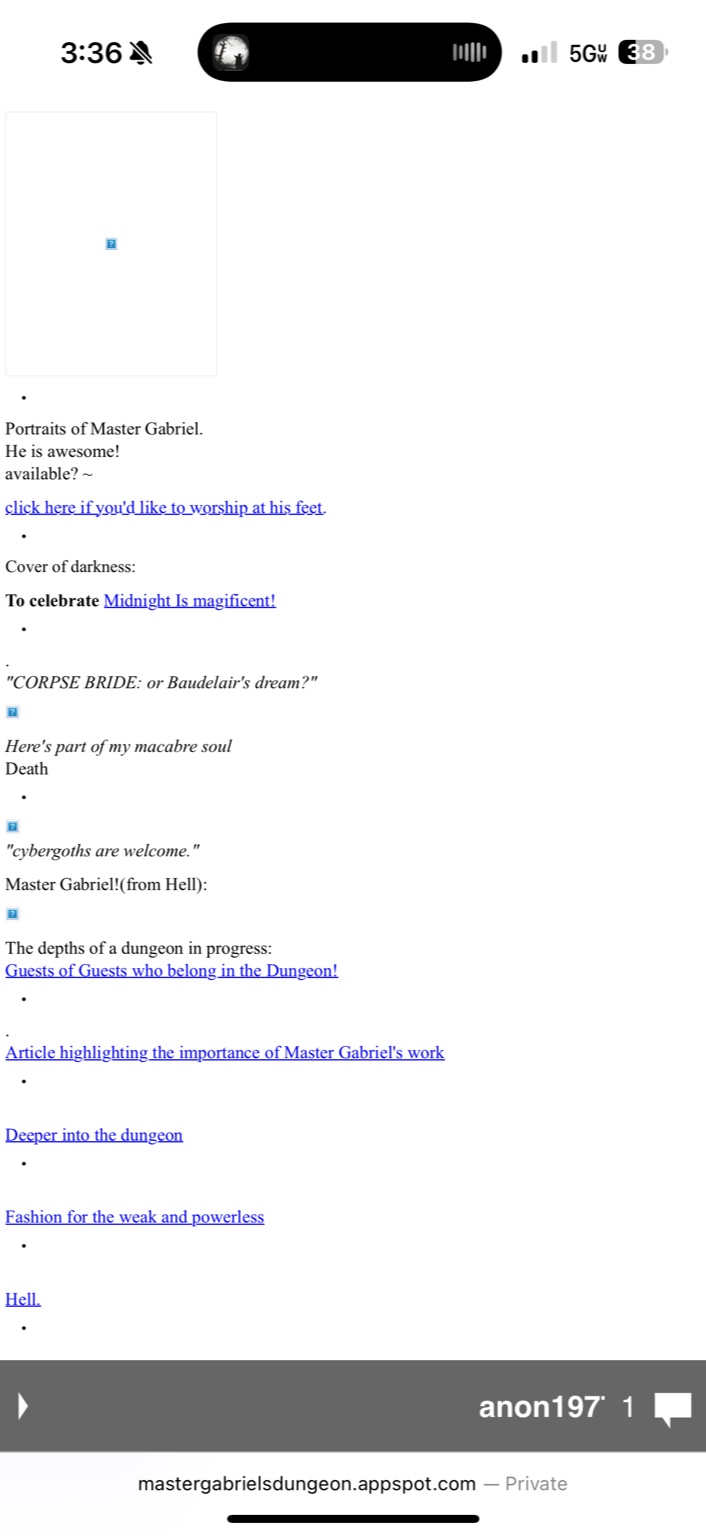 3:36
5GUW
38
Portraits of Master Gabriel.
He is awesome!
available? ~
click here if you'd like to worship at his feet.
Cover of darkness:
To celebrate Midnight Is magificent!
.
"CORPSE BRIDE: or Baudelair's dream?"
?
Here's part of my macabre soul
Death
?
"cybergoths are welcome."
Master Gabriel!(from Hell):
?
The depths of a dungeon in progress:
Guests of Guests who belong in the Dungeon!
.
Article highlighting the importance of Master Gabriel's work
Deeper into the dungeon
Fashion for the weak and powerless
Hell.
anon197 1
mastergabrielsdungeon.appspot.com — Private